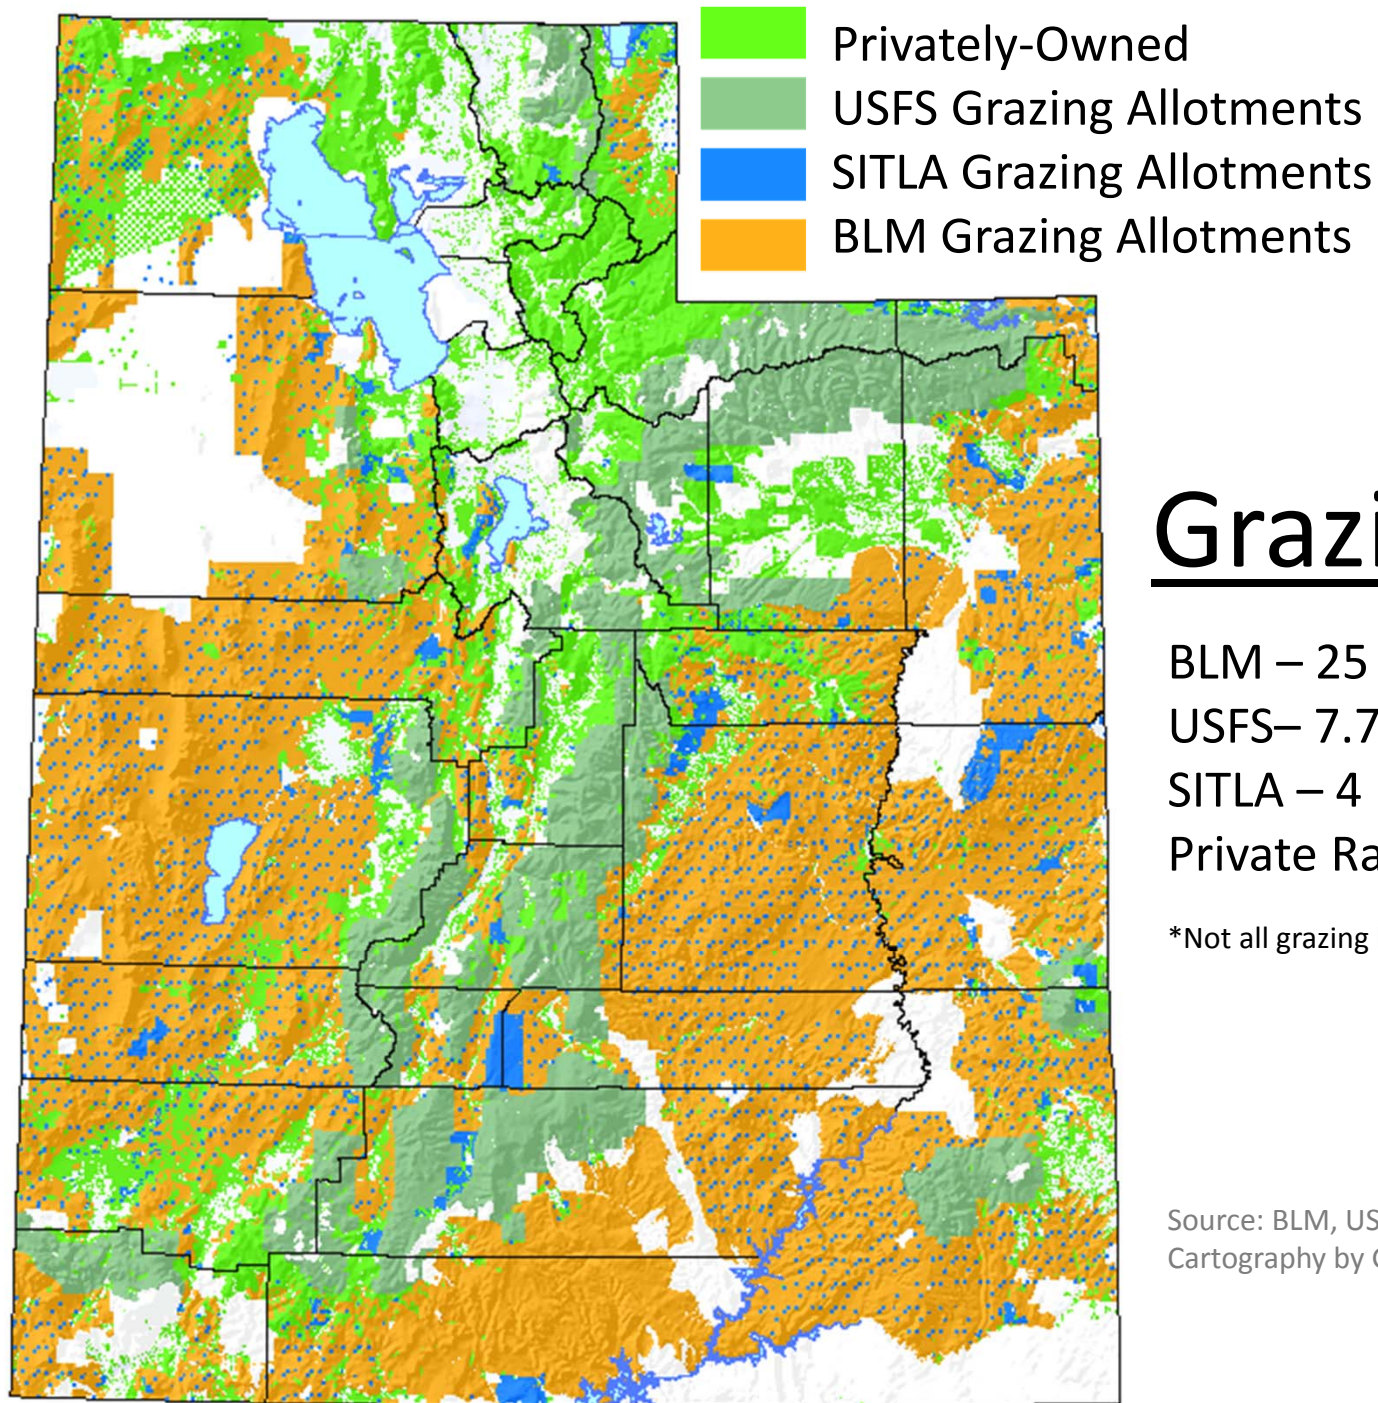 Privately-Owned
USFS Grazing Allotments
SITLA Grazing Allotments
BLM Grazing Allotments
Grazi
BLM – 25
USFS– 7.7
SITLA – 4
Private Ra
*Not all grazing
Source: BLM, US
Cartography by